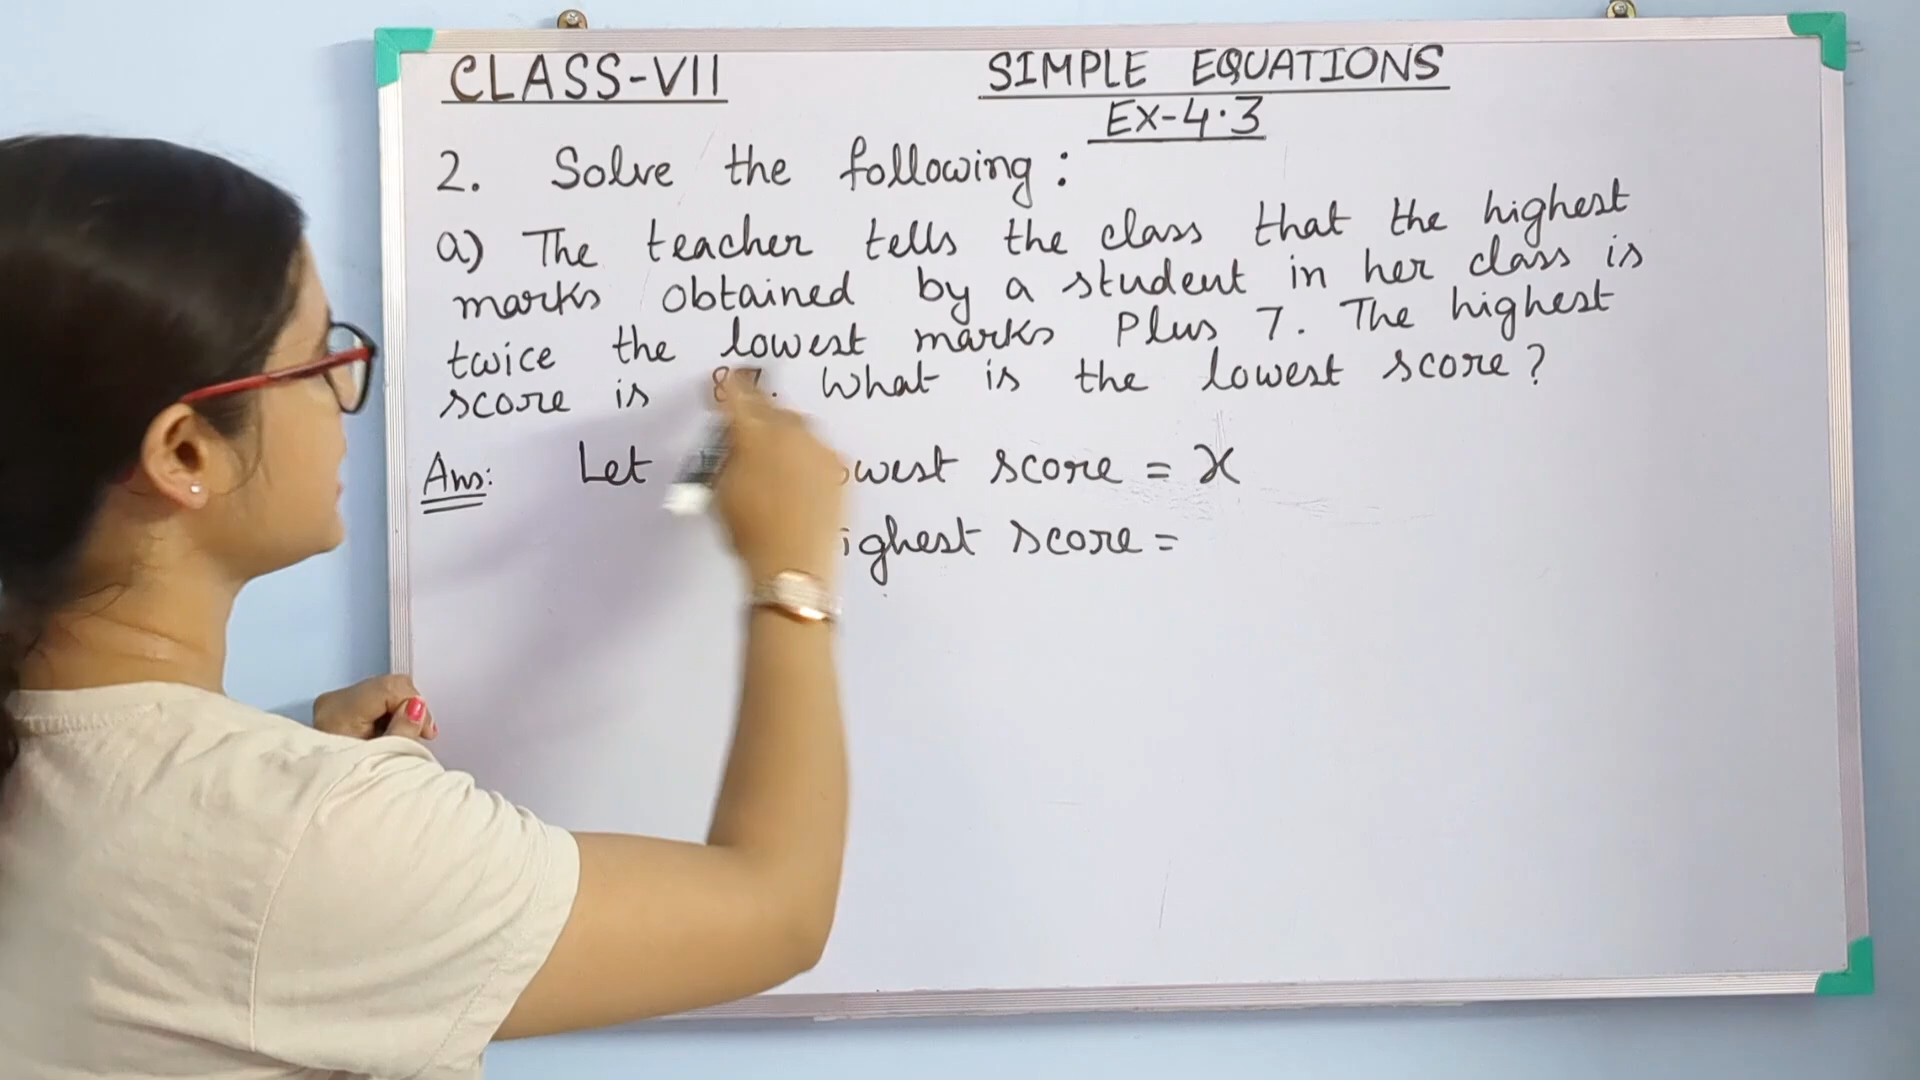 CLASS-VII
SIMPLE EQUATIONS
EX-4.3
2. Solve the following:
a) The teacher tells the class that the highest
marks obtained by a student in her class is
twice the lowest marks Plus 7. The highest
score is 87. What is the lowest score?
Ans: Let score = x
score =